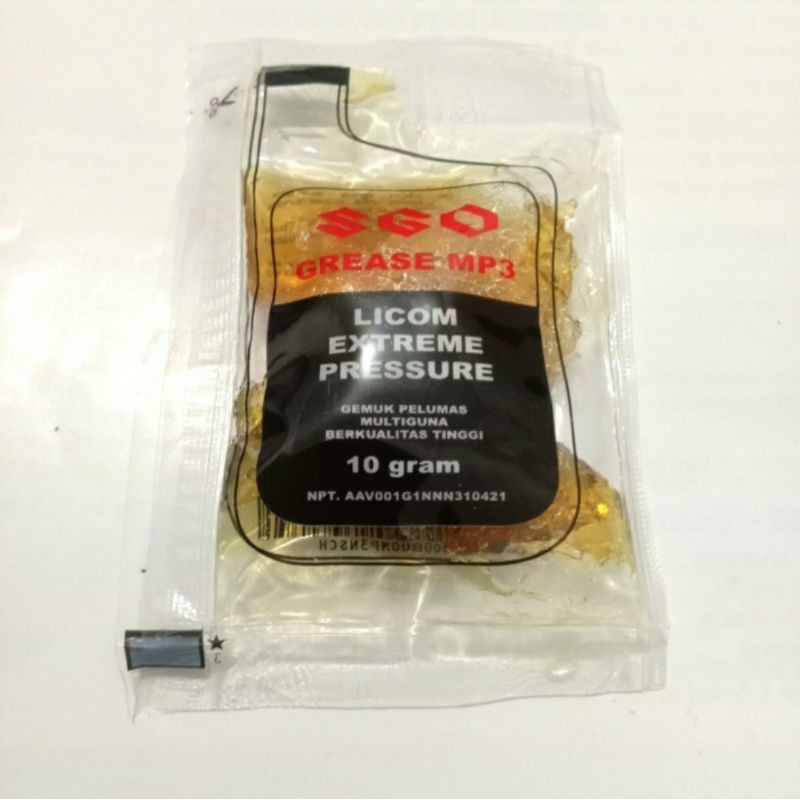 SGO
GREASE MP3
LICOM
EXTREME
PRESSURE
GEMUK PELUMAS
MULTIGUNA
BERKUALITAS TINGGI
10 gram
NPT. AAV001G1NNN310421